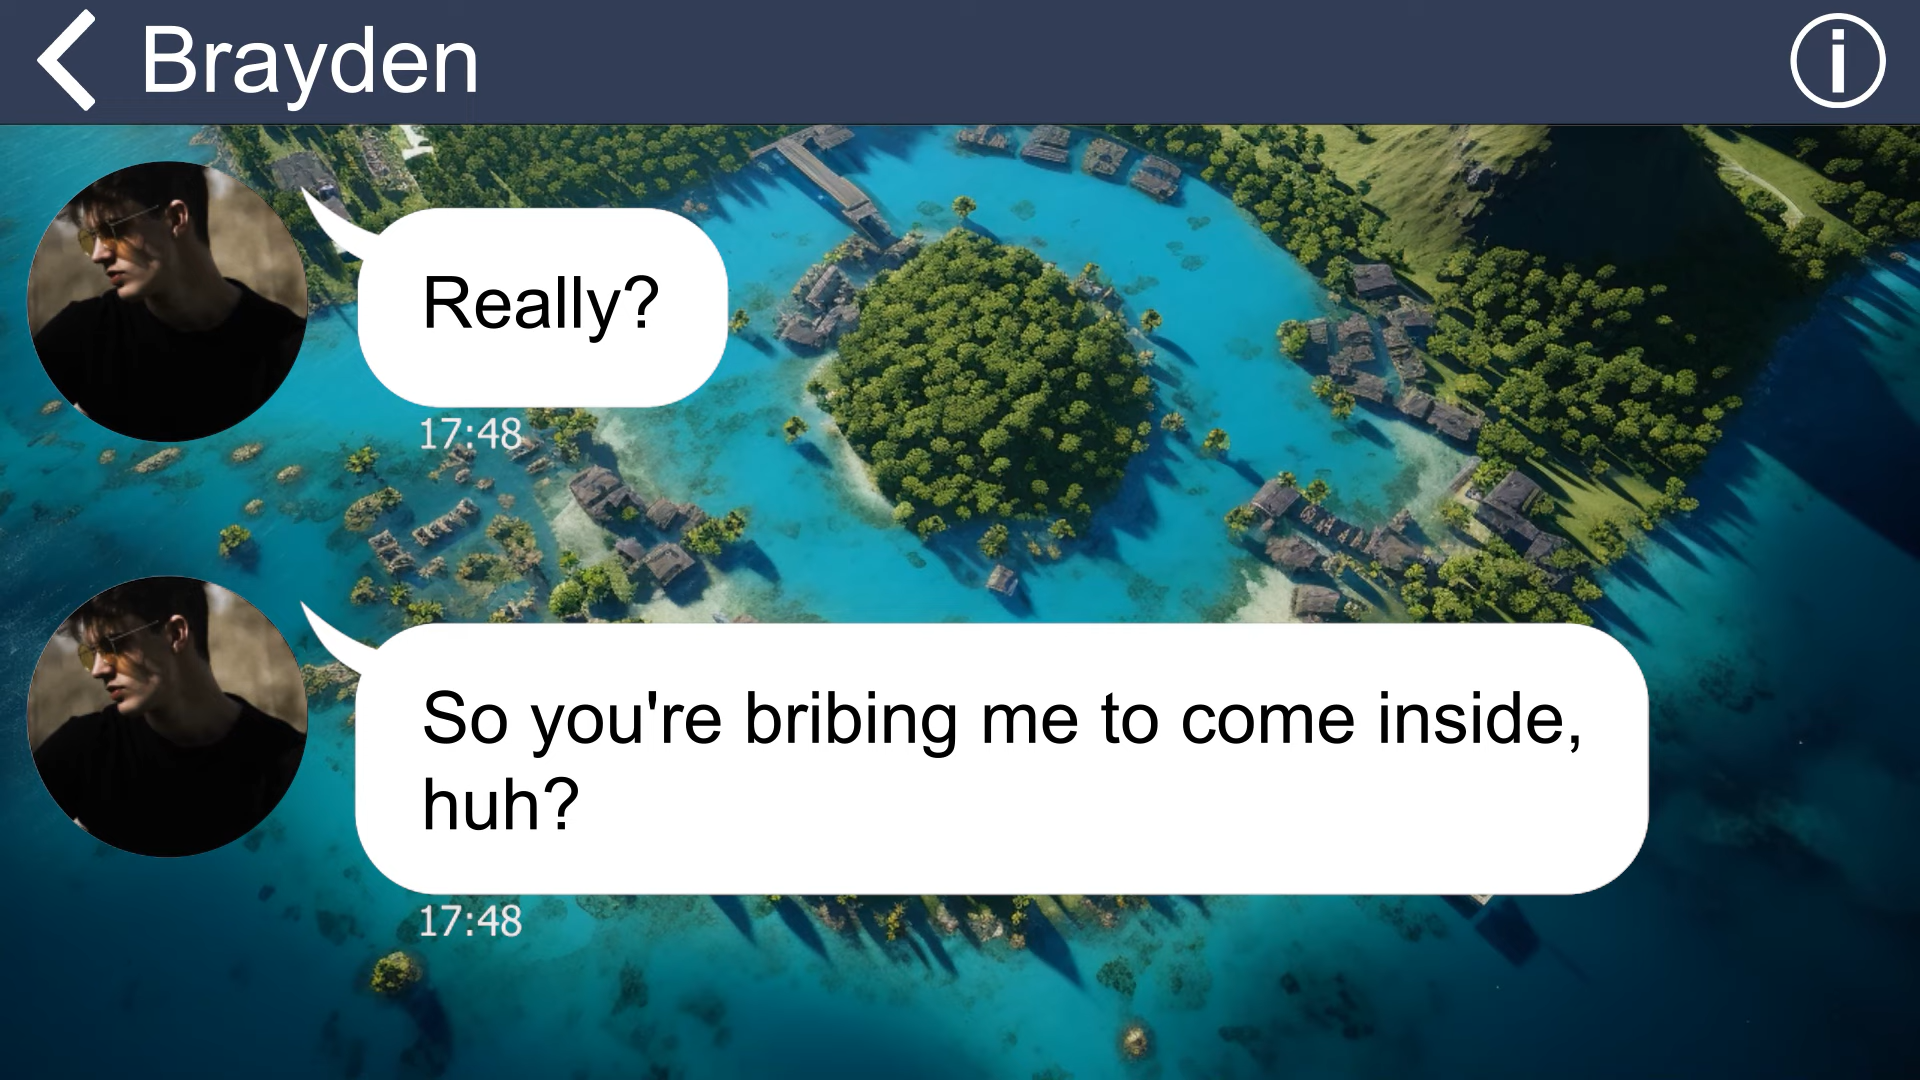 Brayden
Really?
17:48
So you're bribing me to come inside,
huh?
17:48